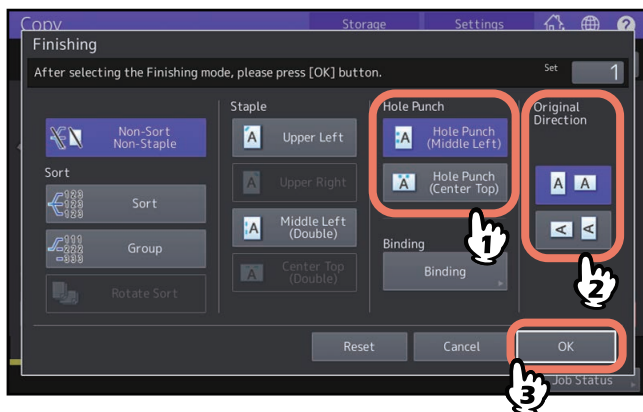 Copy
Storage
Settings
Finishing
After selecting the Finishing mode, please press [OK] button.
Set
1
Non-Sort
Non-Staple
Sort
Sort
Group
Rotate Sort
Staple
Upper Left
Upper Right
Middle Left
(Double)
Center Top
(Double)
Hole Punch
Hole Punch
(Middle Left)
Hole Punch
(Center Top)
1
Binding
Binding
Original
Direction
A A
A A
2
Reset
Cancel
OK
3
Job Status